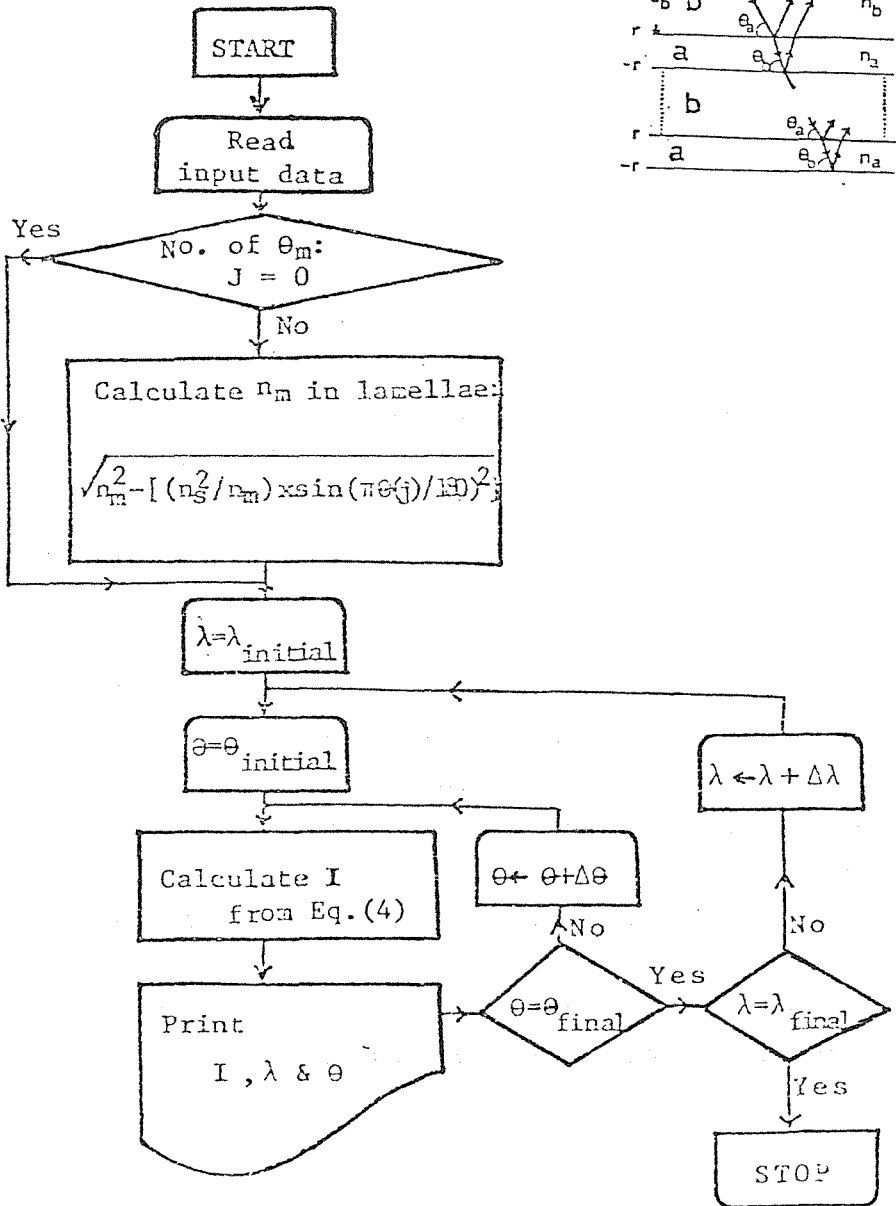 START
Read
input data
Yes
No. of θm:
J = 0
No
Calculate nm in lamellae:
√nm²-[(ns²/nm)xsin(πθ(j)/180)²]
λ=λinitial
θ=θinitial
λ←λ+Δλ
Calculate I
from Eq.(4)
θ← θ+Δθ
No
No
Print
I ,λ & θ
θ=θfinal
Yes
λ=λfinal
Yes
STOP
b
nb
r
θa
a
θb
na
-r
b
r
θa
a
θb
na
-r